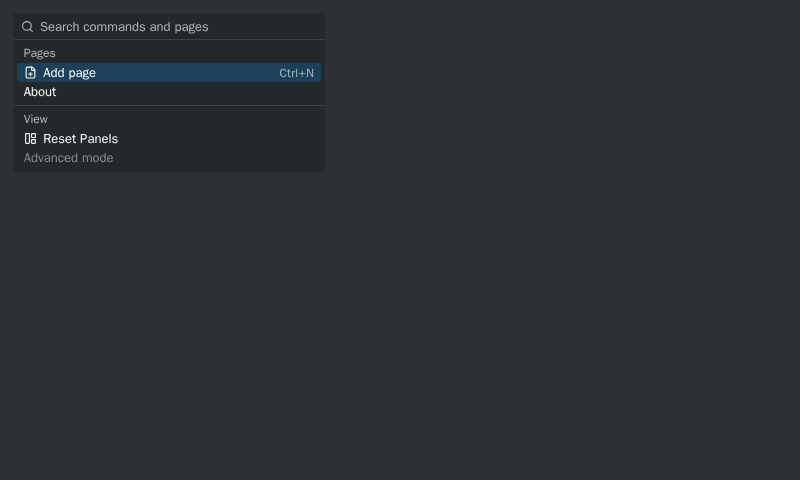 Search commands and pages
Pages
Add page Ctrl+N
About
View
Reset Panels
Advanced mode